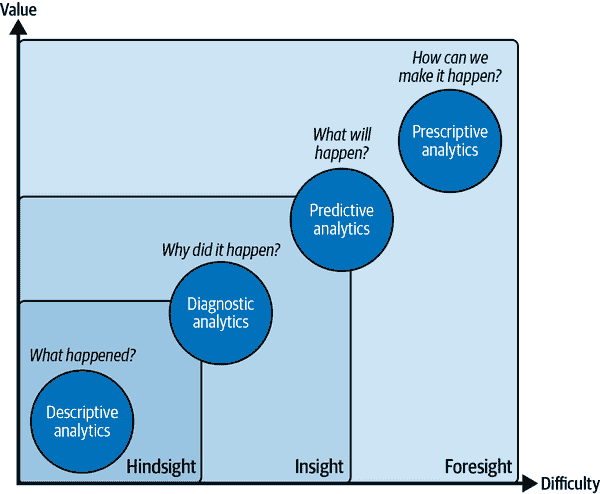 Value
How can we
make it happen?
Prescriptive
analytics
What will
happen?
Predictive
analytics
Why did it happen?
Diagnostic
analytics
What happened?
Descriptive
analytics
Hindsight
Insight
Foresight
Difficulty